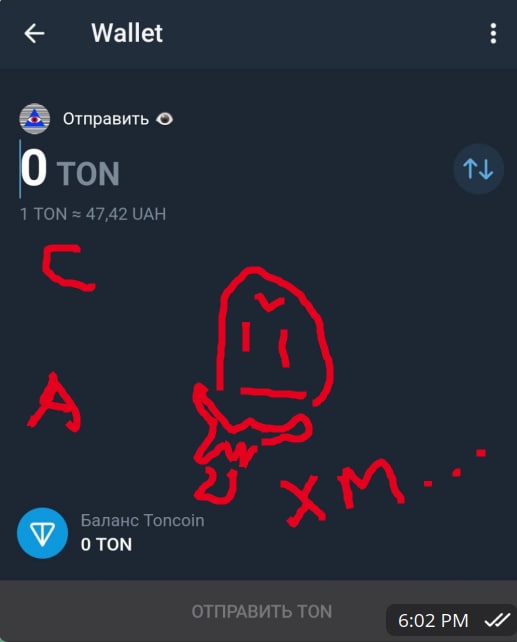 Wallet
Отправить
0 TON
1 TON ≈ 47,42 UAH
С
А
ХМ...
Баланс Toncoin
0 TON
ОТПРАВИТЬ TON
6:02 PM